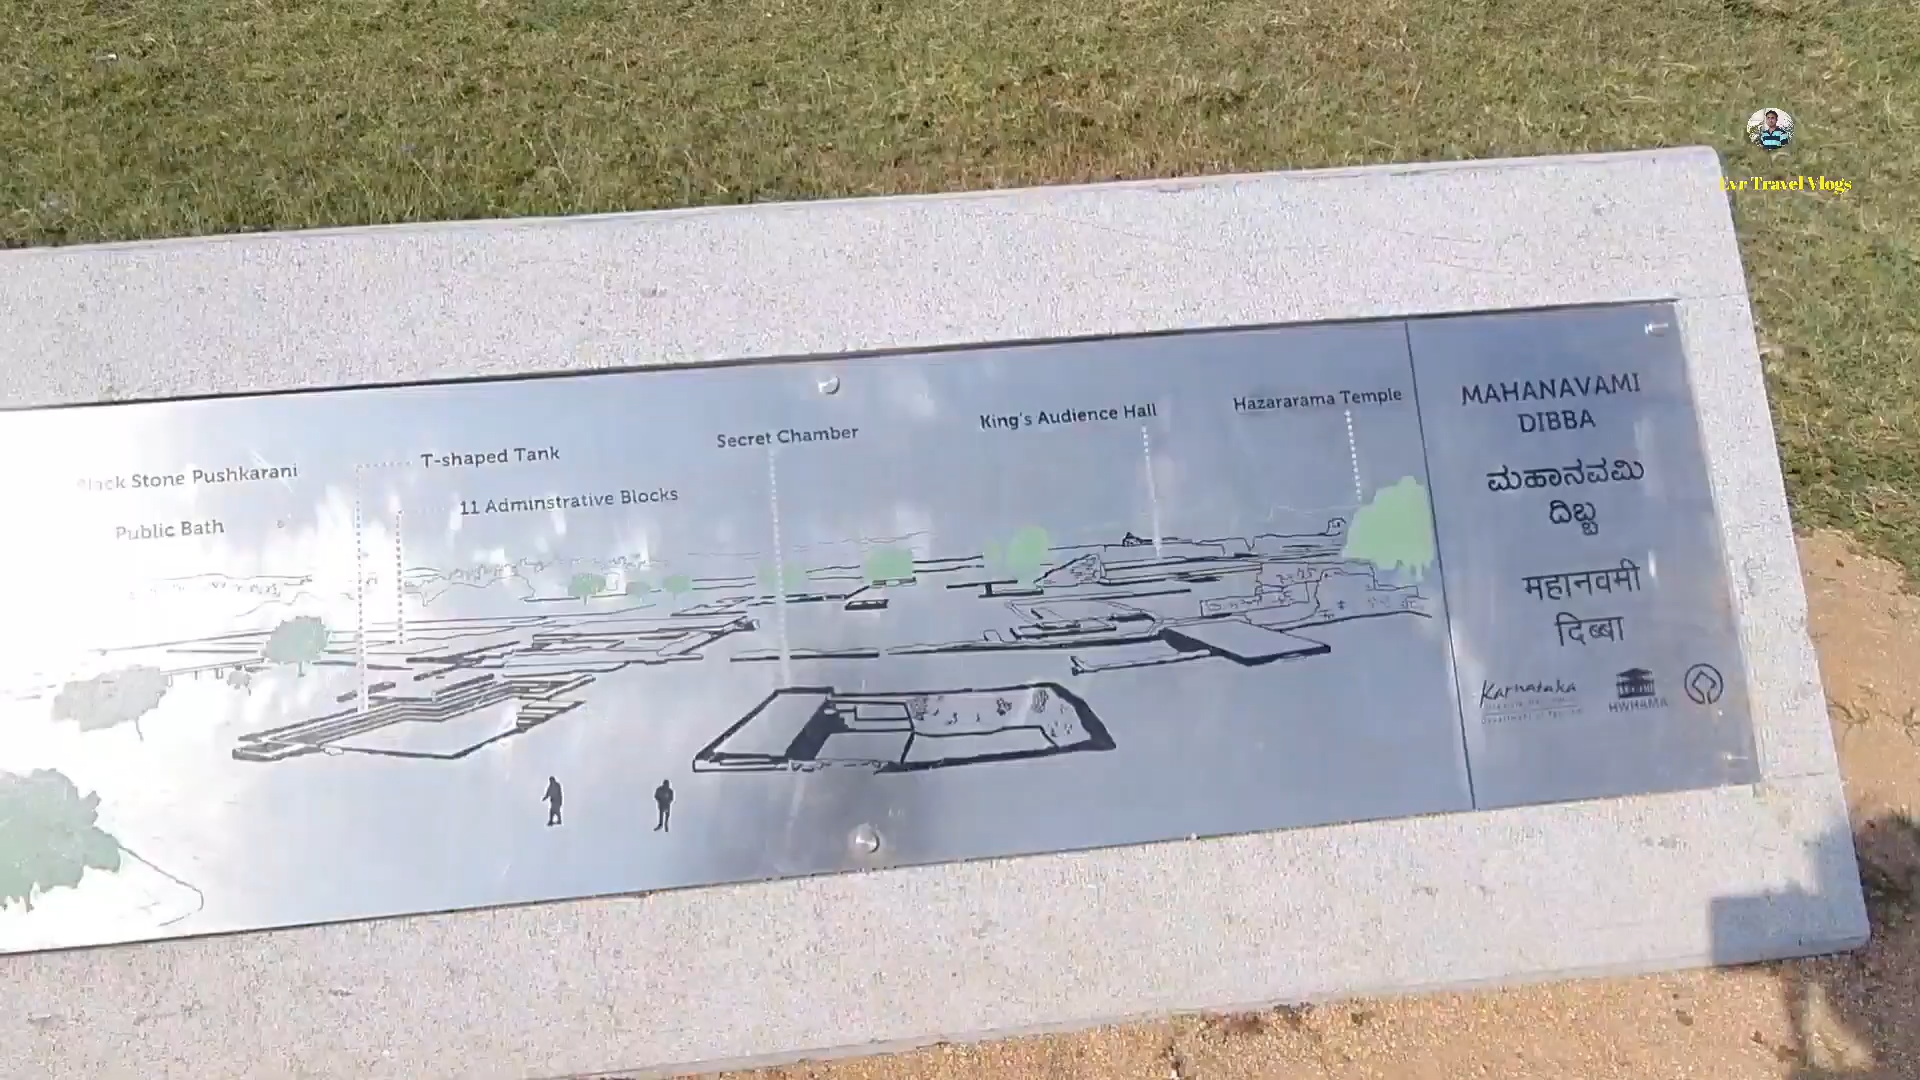 Evr Travel Vlogs
Black Stone Pushkarani
Public Bath
T-shaped Tank
11 Adminstrative Blocks
Secret Chamber
King's Audience Hall
Hazararama Temple
MAHANAVAMI
DIBBA
ಮಹಾನವಮಿ
ದಿಬ್ಬ
महानवमी
दिब्बा
Karnataka
HWHAMA